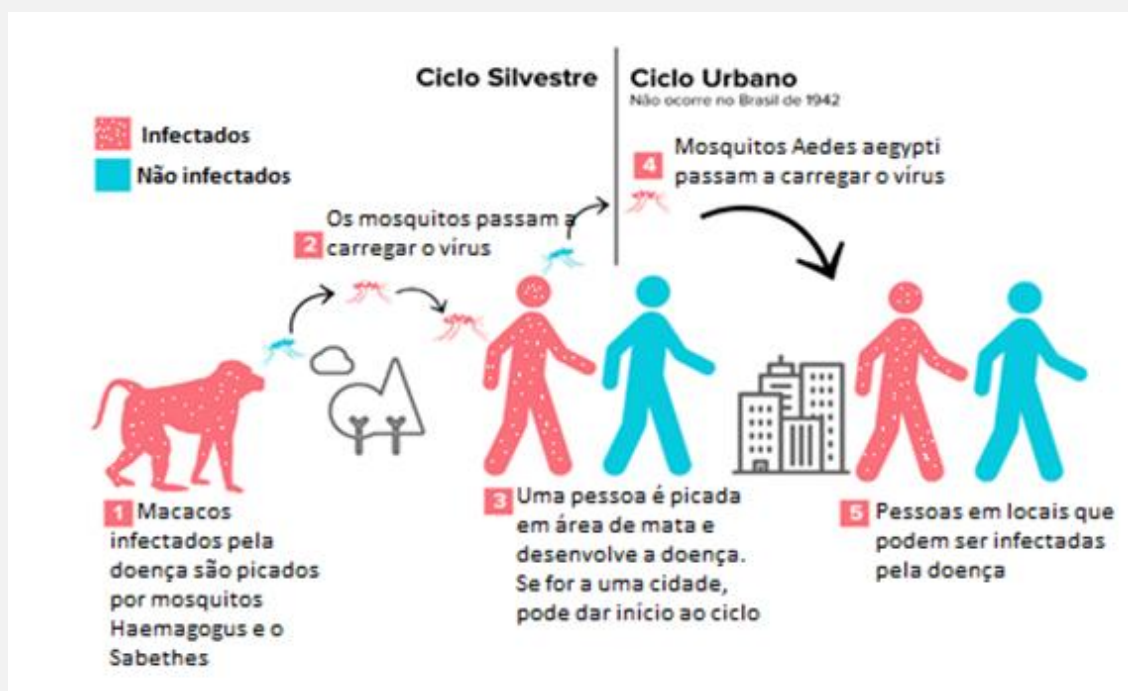 Ciclo Silvestre
Ciclo Urbano
Não ocorre no Brasil de 1942
Infectados
Não infectados
1 Macacos
infectados pela
doença são picados
por mosquitos
Haemagogus e o
Sabethes
2 Os mosquitos passam a
carregar o vírus
3 Uma pessoa é picada
em área de mata e
desenvolve a doença.
Se for a uma cidade,
pode dar início ao ciclo
4 Mosquitos Aedes aegypti
passam a carregar o vírus
5 Pessoas em locais que
podem ser infectadas
pela doença